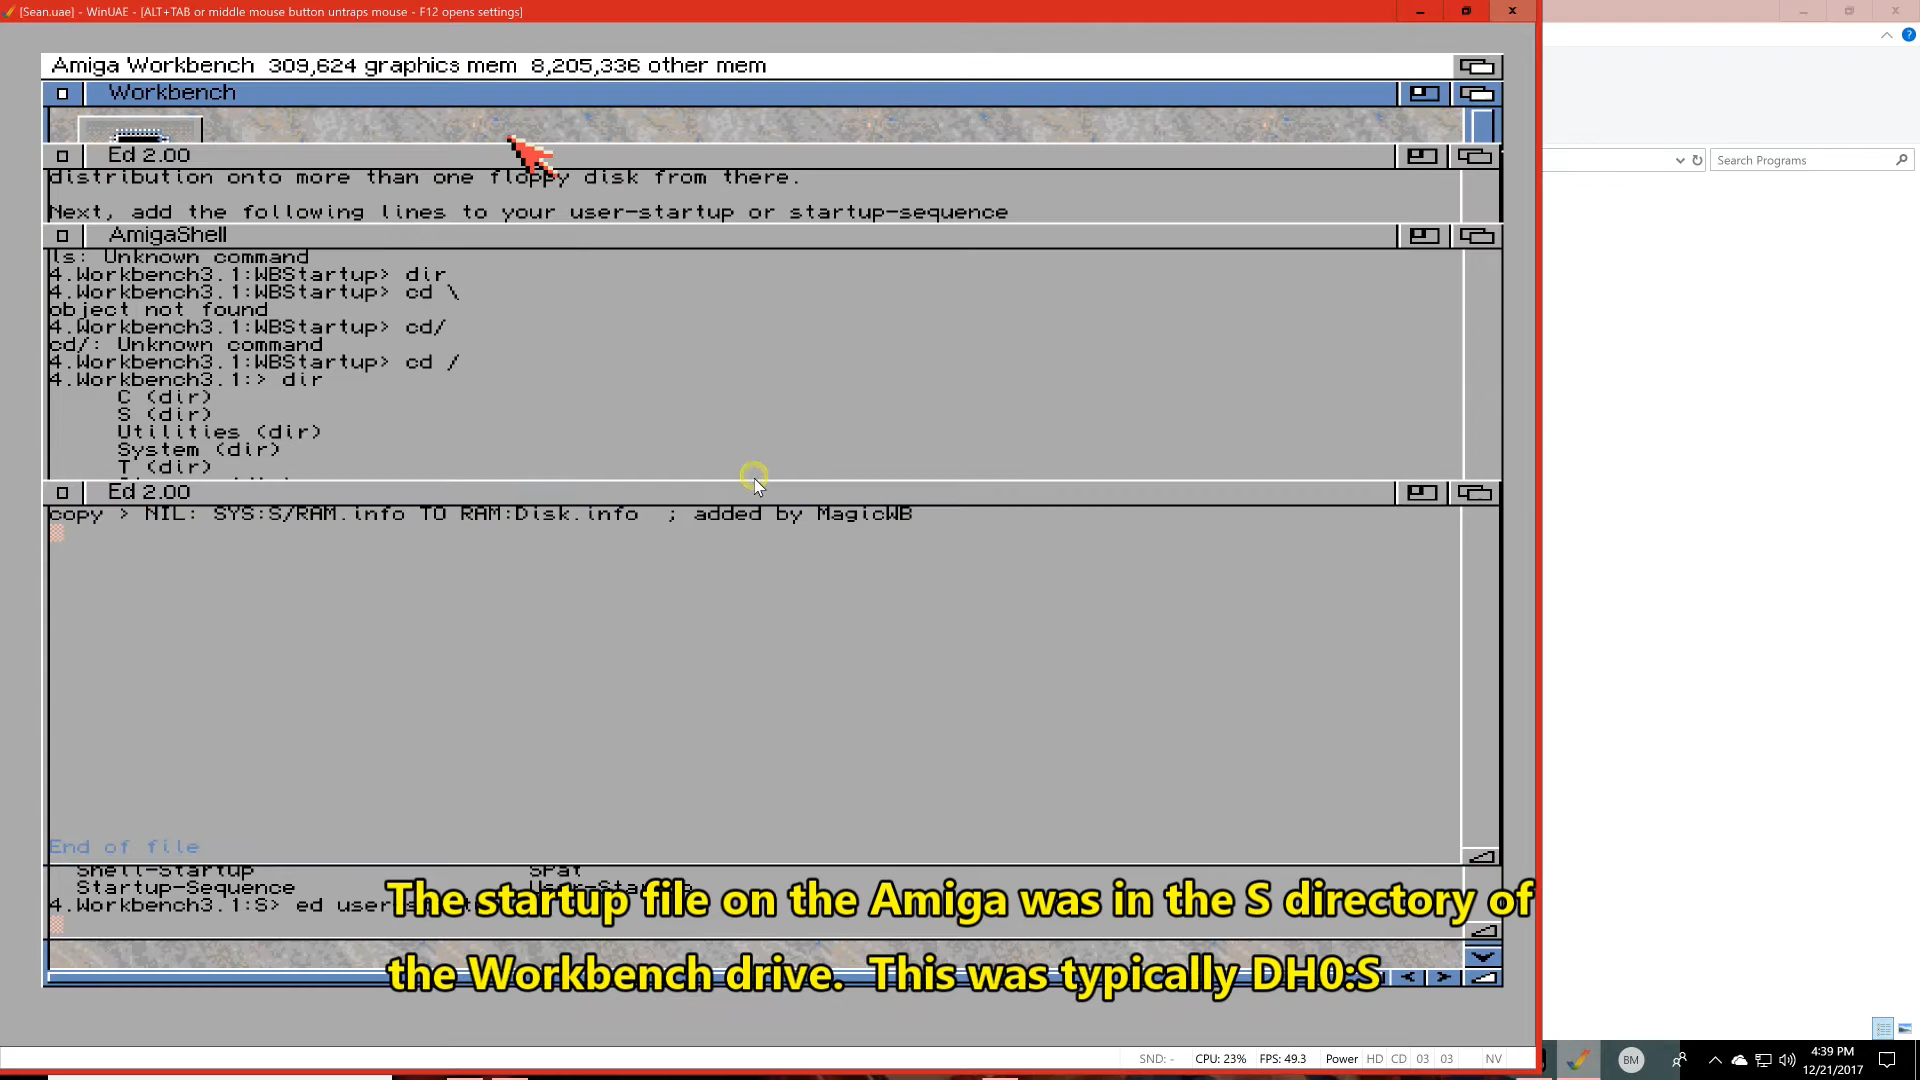 [Sean.uae] - WinUAE - [ALT+TAB or middle mouse button untraps mouse - F12 opens settings]
Amiga Workbench 309,624 graphics mem 8,205,336 other mem
Workbench
Ed 2.00
distribution onto more than one floppy disk from there.
Next, add the following lines to your user-startup or startup-sequence
AmigaShell
ls: Unknown command
4.Workbench3.1:WBStartup> dir
4.Workbench3.1:WBStartup> cd \
object not found
4.Workbench3.1:WBStartup> cd/
cd/: Unknown command
4.Workbench3.1:WBStartup> cd /
4.Workbench3.1:> dir
C (dir)
S (dir)
Utilities (dir)
System (dir)
T (dir)
Ed 2.00
copy > NIL: SYS:S/RAM.info TO RAM:Disk.info ; added by MagicWB
End of file
Shell-Startup SPat
Startup-Sequence
4.Workbench3.1:S> ed user
The startup file on the Amiga was in the S directory of
the Workbench drive. This was typically DH0:S
Search Programs
SND: - CPU: 23% FPS: 49.3 Power HD CD 03 03 NV
BM
4:39 PM
12/21/2017